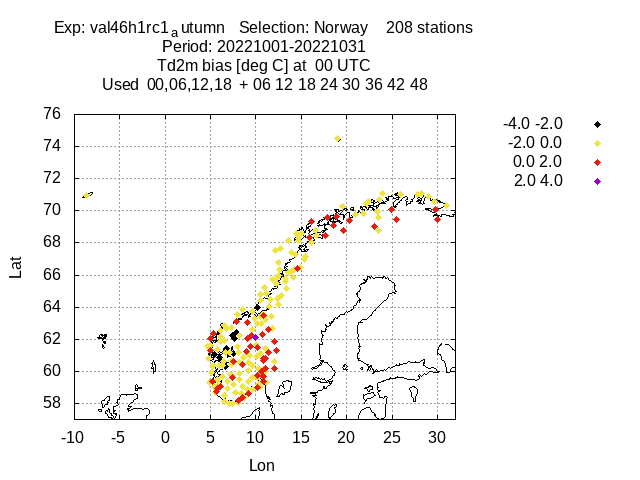 Exp: val46h1rc1autumn Selection: Norway 208 stations
Period: 20221001-20221031
Td2m bias [deg C] at 00 UTC
Used 00,06,12,18 + 06 12 18 24 30 36 42 48
-4.0 -2.0
-2.0 0.0
0.0 2.0
2.0 4.0
76
74
72
70
68
66
64
62
60
58
Lat
-10 -5 0 5 10 15 20 25 30
Lon